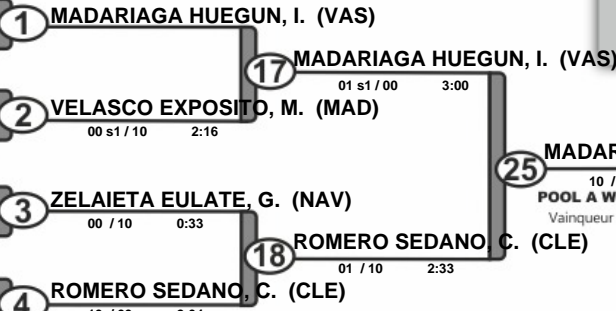 1 MADARIAGA HUEGUN, I. (VAS)
17 MADARIAGA HUEGUN, I. (VAS)
01 s1 / 00 3:00
2 VELASCO EXPOSITO, M. (MAD)
00 s1 / 10 2:16
25 MADAR
10 /
POOL A W
Vainqueur
3 ZELAIETA EULATE, G. (NAV)
00 / 10 0:33
18 ROMERO SEDANO, C. (CLE)
01 / 10 2:33
4 ROMERO SEDANO, C. (CLE)